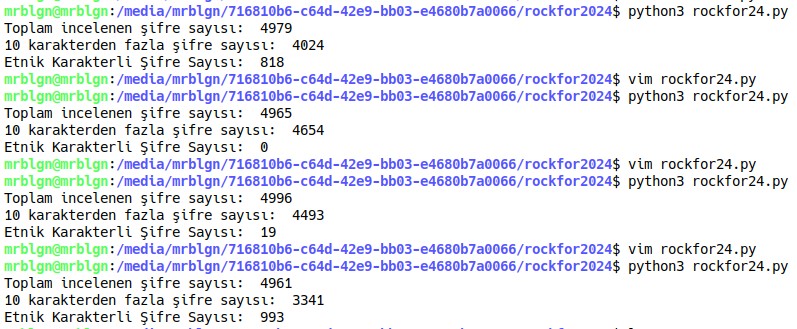 mrblgn@mrblgn:/media/mrblgn/716810b6-c64d-42e9-bb03-e4680b7a0066/rockfor2024$ python3 rockfor24.py
Toplam incelenen şifre sayısı:  4979
10 karakterden fazla şifre sayısı:  4024
Etnik Karakterli Şifre Sayısı:  818
mrblgn@mrblgn:/media/mrblgn/716810b6-c64d-42e9-bb03-e4680b7a0066/rockfor2024$ vim rockfor24.py
mrblgn@mrblgn:/media/mrblgn/716810b6-c64d-42e9-bb03-e4680b7a0066/rockfor2024$ python3 rockfor24.py
Toplam incelenen şifre sayısı:  4965
10 karakterden fazla şifre sayısı:  4654
Etnik Karakterli Şifre Sayısı:  0
mrblgn@mrblgn:/media/mrblgn/716810b6-c64d-42e9-bb03-e4680b7a0066/rockfor2024$ vim rockfor24.py
mrblgn@mrblgn:/media/mrblgn/716810b6-c64d-42e9-bb03-e4680b7a0066/rockfor2024$ python3 rockfor24.py
Toplam incelenen şifre sayısı:  4996
10 karakterden fazla şifre sayısı:  4493
Etnik Karakterli Şifre Sayısı:  19
mrblgn@mrblgn:/media/mrblgn/716810b6-c64d-42e9-bb03-e4680b7a0066/rockfor2024$ vim rockfor24.py
mrblgn@mrblgn:/media/mrblgn/716810b6-c64d-42e9-bb03-e4680b7a0066/rockfor2024$ python3 rockfor24.py
Toplam incelenen şifre sayısı:  4961
10 karakterden fazla şifre sayısı:  3341
Etnik Karakterli Şifre Sayısı:  993